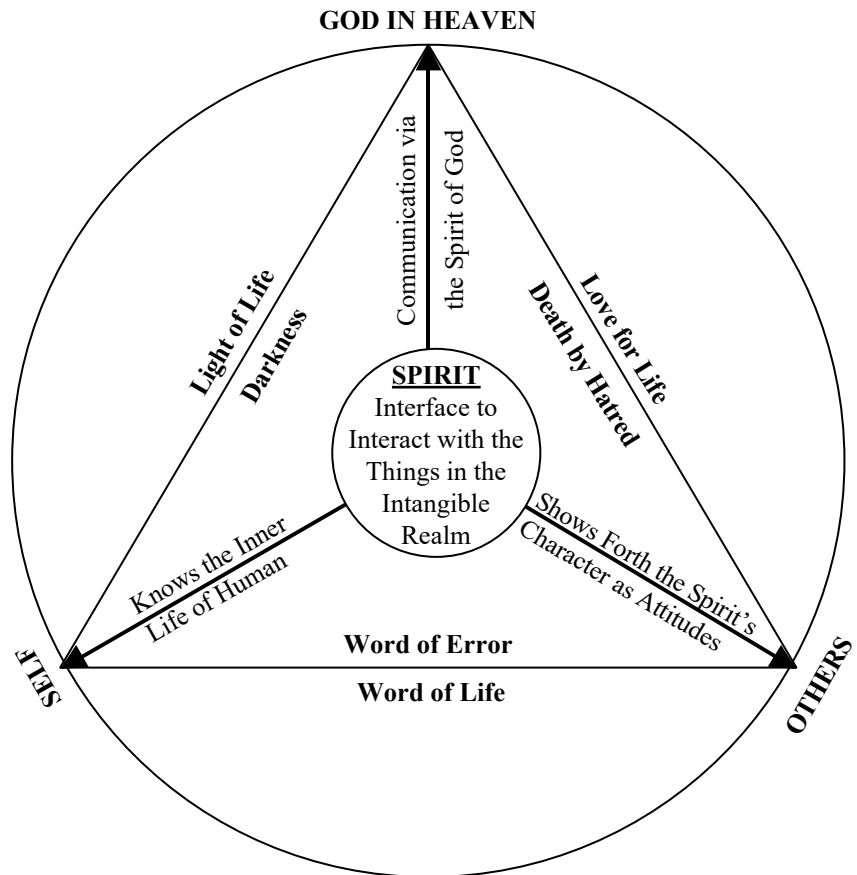 GOD IN HEAVEN
Communication via
the Spirit of God
Light of Life
Darkness
Love for Life
Death by Hatred
SPIRIT
Interface to
Interact with the
Things in the
Intangible
Realm
Knows the Inner
Life of Human
Shows Forth the Spirit’s
Character as Attitudes
Word of Error
Word of Life
SELF
OTHERS